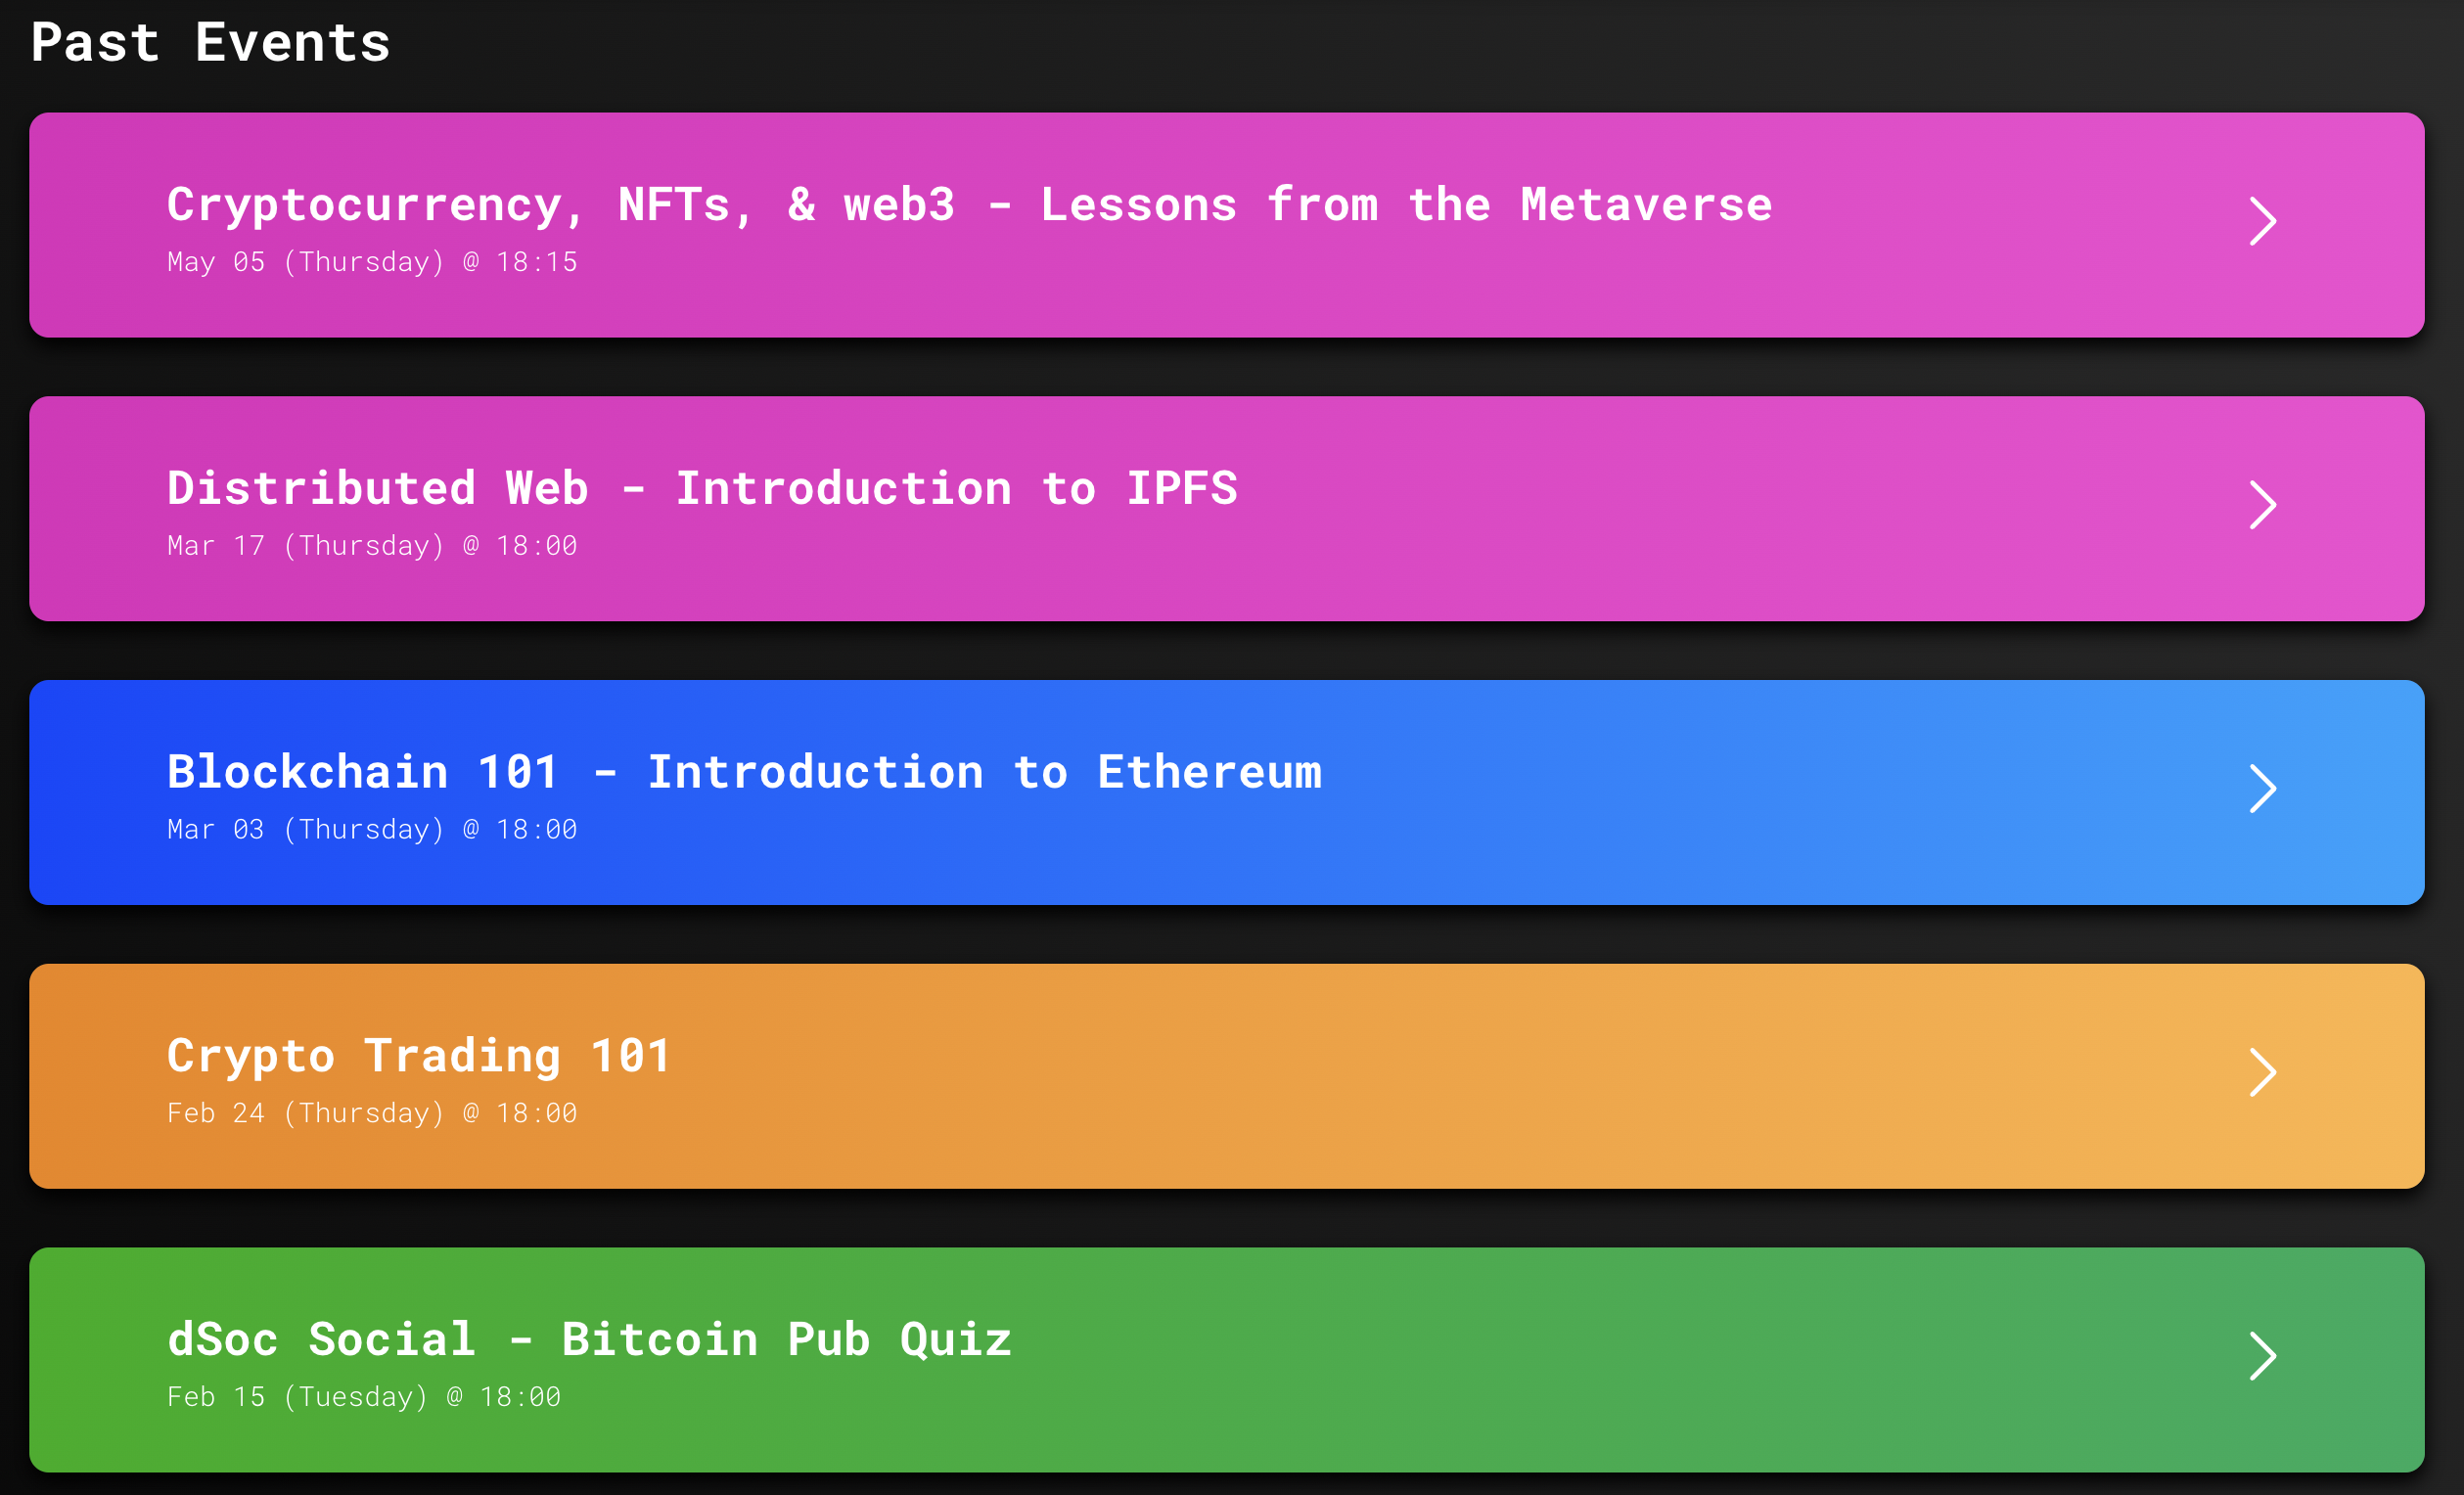 Past Events
Cryptocurrency, NFTs, & web3 - Lessons from the Metaverse
May 05 (Thursday) @ 18:15
Distributed Web - Introduction to IPFS
Mar 17 (Thursday) @ 18:00
Blockchain 101 - Introduction to Ethereum
Mar 03 (Thursday) @ 18:00
Crypto Trading 101
Feb 24 (Thursday) @ 18:00
dSoc Social - Bitcoin Pub Quiz
Feb 15 (Tuesday) @ 18:00